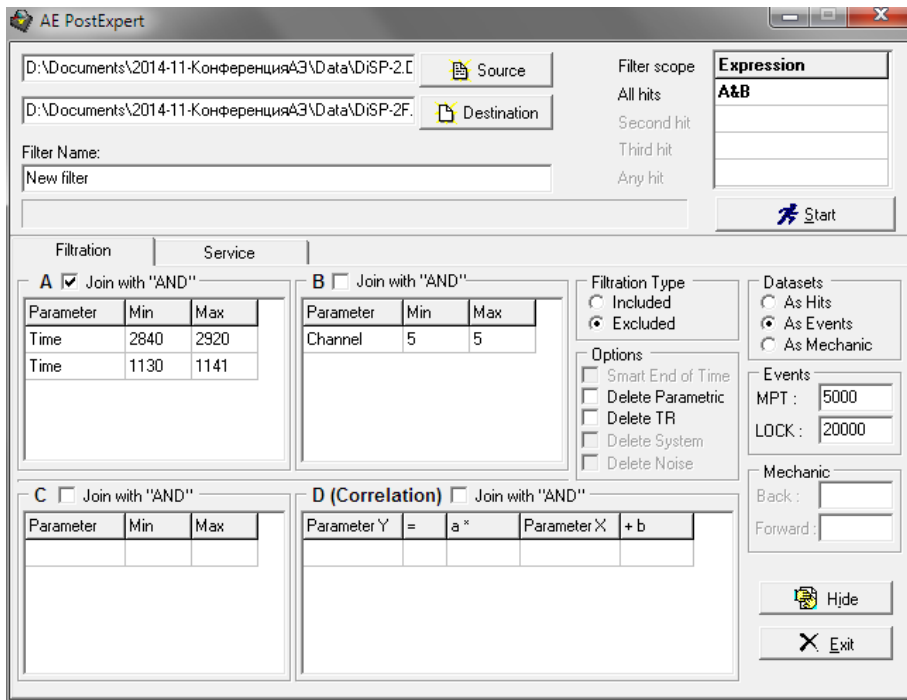 AE PostExpert
D:\Documents\2014-11-КонференцияАЭ\Data\DiSP-2.D
Source
D:\Documents\2014-11-КонференцияАЭ\Data\DiSP-2F.
Destination
Filter Name:
New filter
Filter scope
Expression
All hits
A&B
Second hit
Third hit
Any hit
Start
Filtration
Service
A Join with "AND"
Parameter Min Max
Time 2840 2920
Time 1130 1141
B Join with "AND"
Parameter Min Max
Channel 5 5
Filtration Type
Included
Excluded
Options
Smart End of Time
Delete Parametric
Delete TR
Delete System
Delete Noise
Datasets
As Hits
As Events
As Mechanic
Events
MPT : 5000
LOCK : 20000
Mechanic
Back :
Forward :
C Join with "AND"
Parameter Min Max
D (Correlation) Join with "AND"
Parameter Y = a * Parameter X + b
Hide
Exit